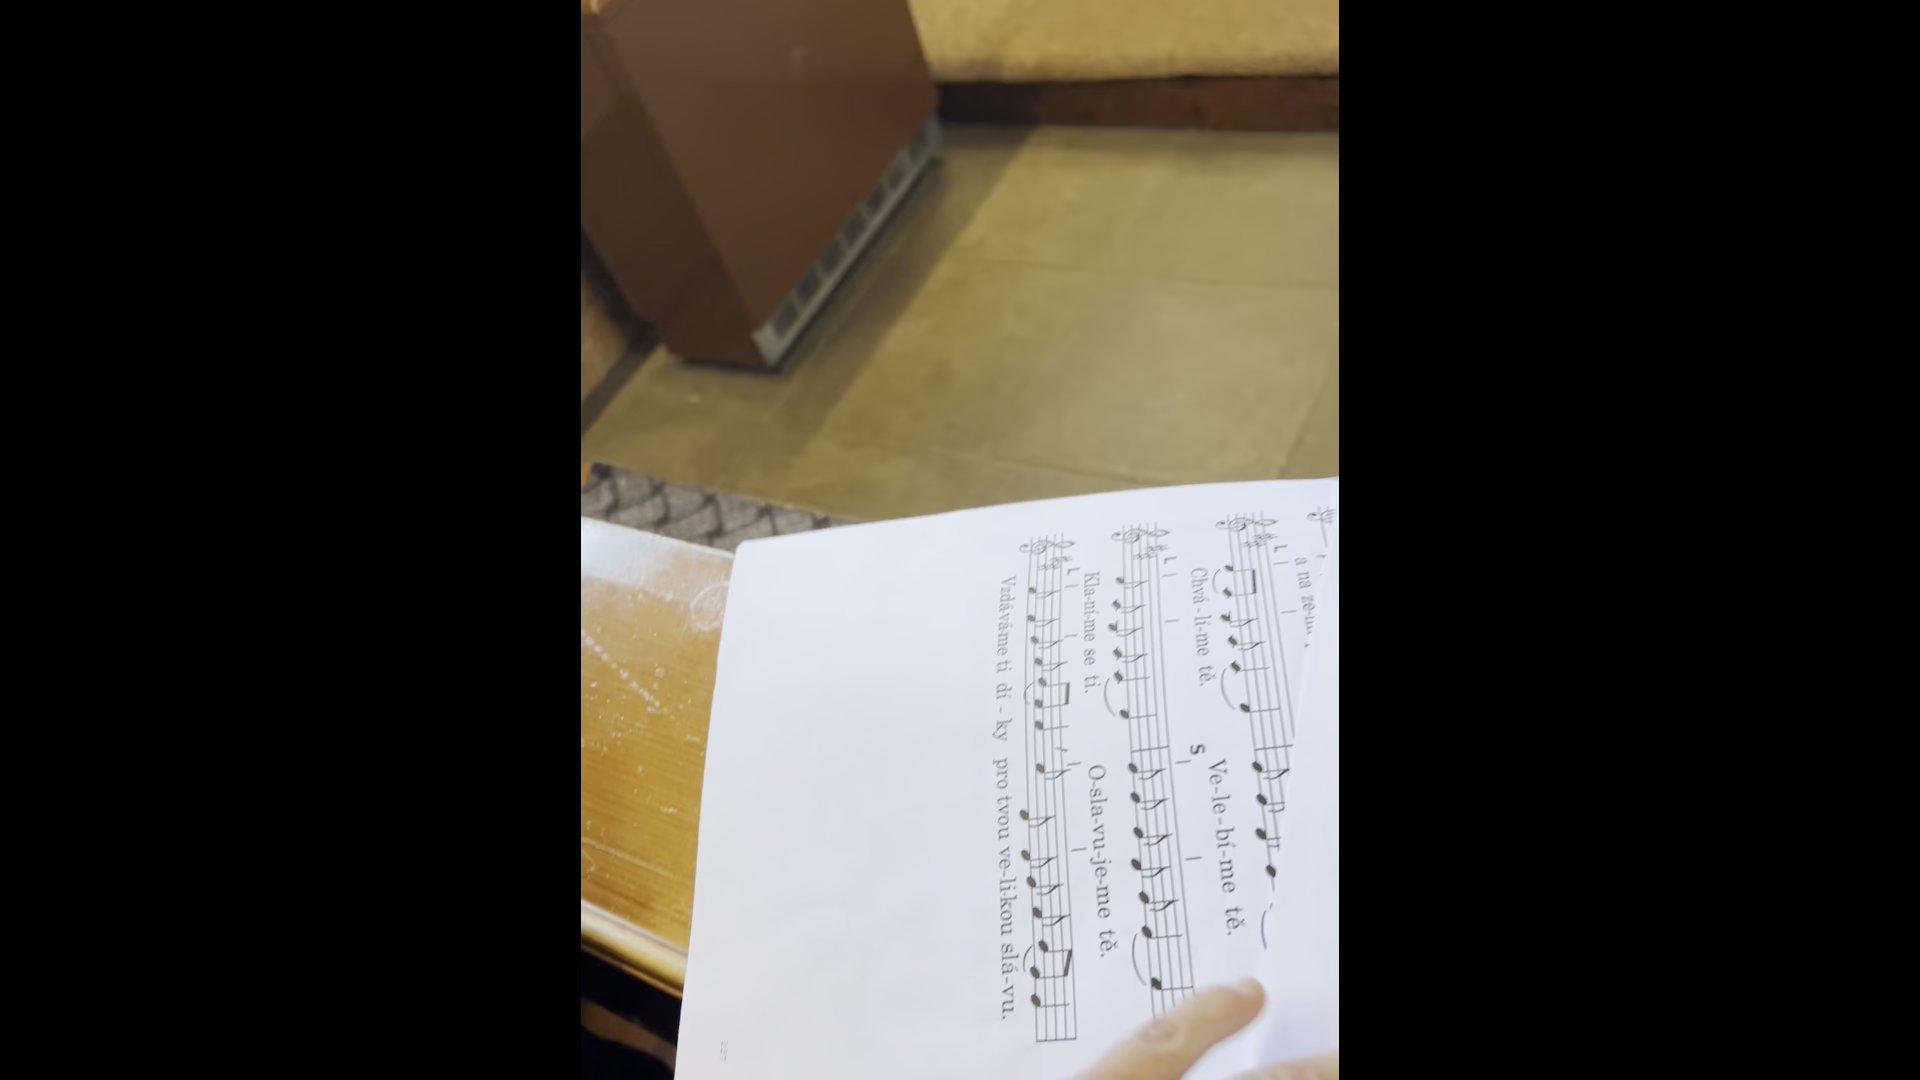 a na ze-
L
Chvá-lí-me tě. Ve-le-bí-me tě.
L S
Kla-ní-me se ti. O-sla-vu-je-me tě.
L
Vzdá-vá-me ti dí - ky pro tvou ve-li-kou slá-vu.